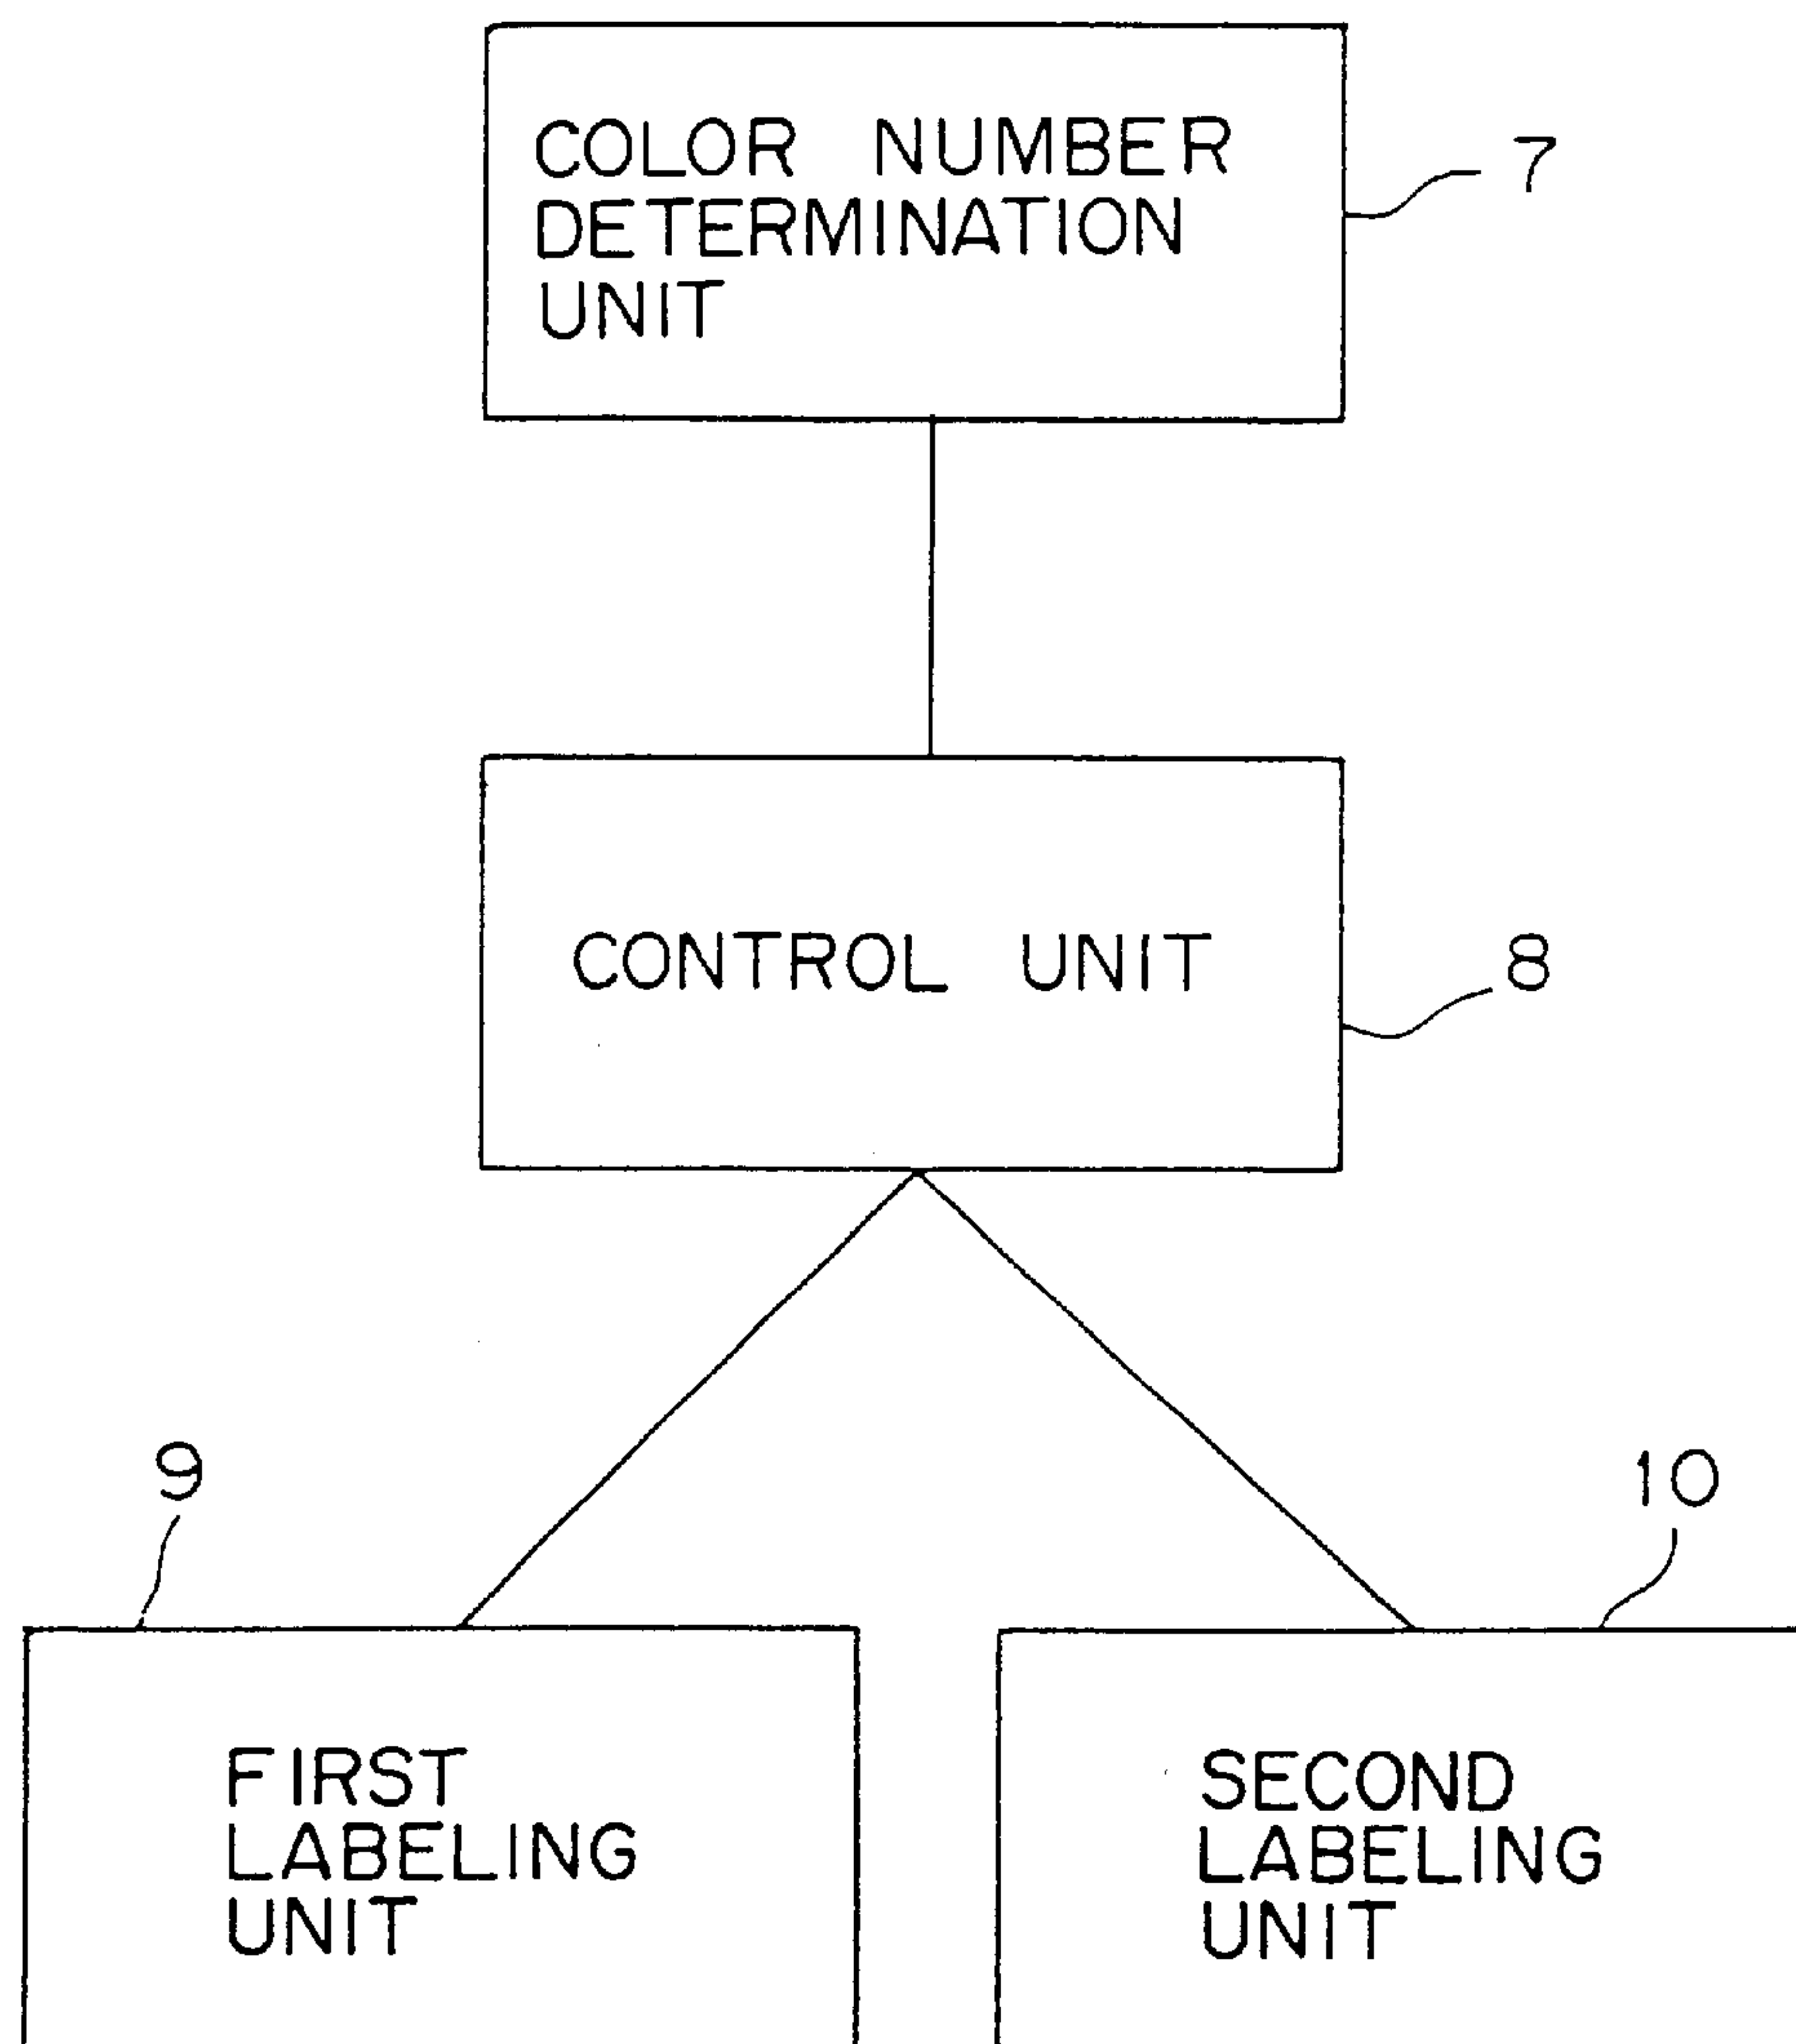 COLOR NUMBER
DETERMINATION
UNIT
7
CONTROL UNIT
8
9
10
FIRST
LABELING
UNIT
SECOND
LABELING
UNIT